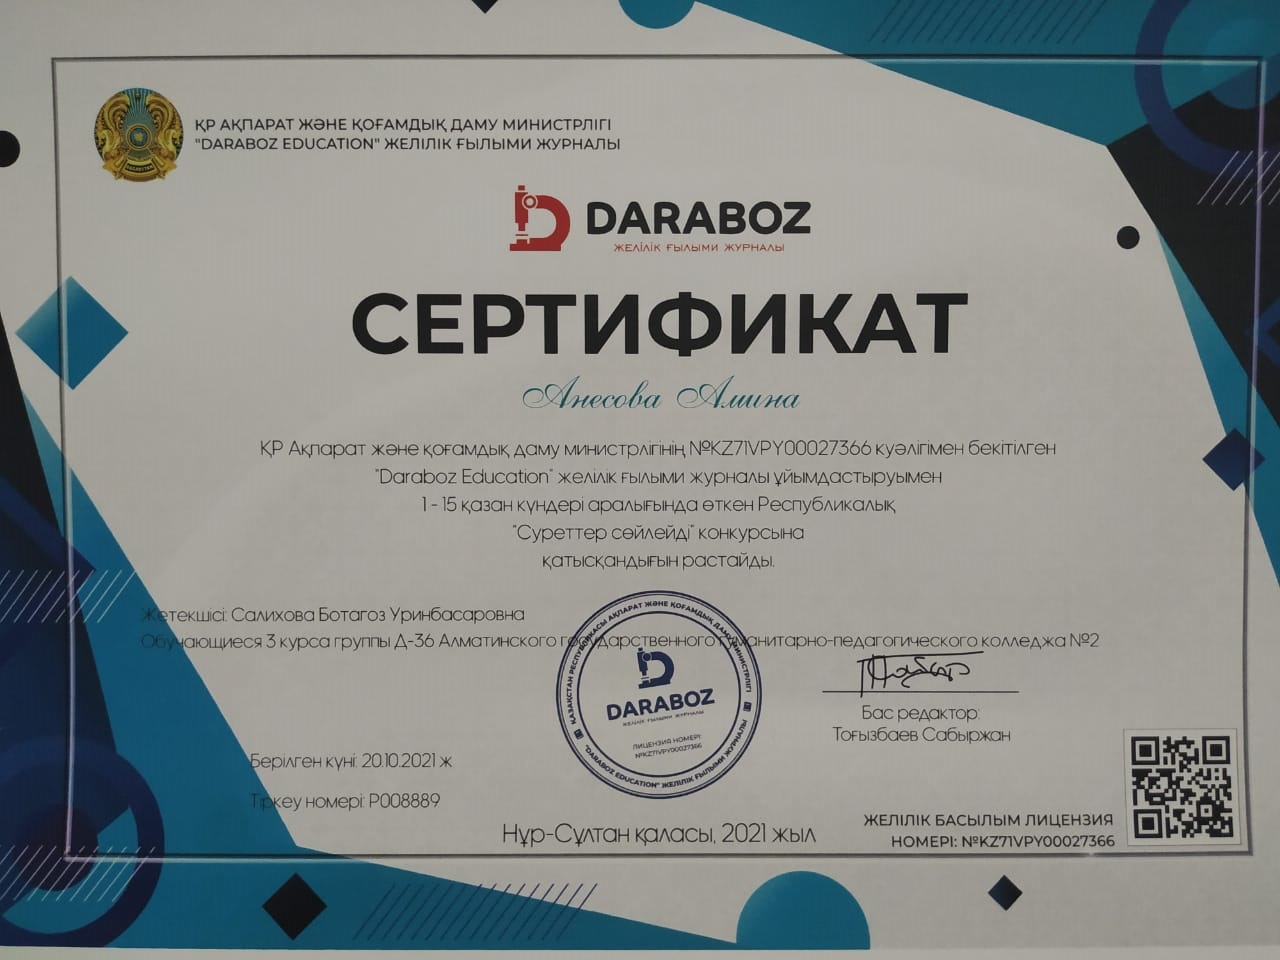 ҚР АҚПАРАТ ЖӘНЕ ҚОҒАМДЫҚ ДАМУ МИНИСТРЛІГІ
"DARABOZ EDUCATION" ЖЕЛІЛІК ҒЫЛЫМИ ЖУРНАЛЫ
DARABOZ
ЖЕЛІЛІК ҒЫЛЫМИ ЖУРНАЛЫ
СЕРТИФИКАТ
Анесова Амина
ҚР Ақпарат және қоғамдық даму министрлігінің №KZ71VPY00027366 куәлігімен бекітілген
"Daraboz Education" желілік ғылыми журналы ұйымдастыруымен
1 - 15 қазан күндері аралығында өткен Республикалық
"Суреттер сөйлейді" конкурсына
қатысқандығын растайды.
Жетекшісі: Салихова Ботагоз Уринбасаровна
Обучающиеся 3 курса группы Д-36 Алматинского государственного гуманитарно-педагогического колледжа №2
ҚАЗАҚСТАН РЕСПУБЛИКАСЫ АҚПАРАТ ЖӘНЕ ҚОҒАМДЫҚ ДАМУ МИНИСТРЛІГІ
DARABOZ
ЖЕЛІЛІК ҒЫЛЫМИ ЖУРНАЛЫ
ЛИЦЕНЗИЯ НОМЕРІ:
№KZ71VPY00027366
"DARABOZ EDUCATION" ЖЕЛІЛІК ҒЫЛЫМИ ЖУРНАЛЫ
Бас редактор:
Тоғызбаев Сабыржан
Берілген күні: 20.10.2021 ж
Тіркеу номері: P008889
Нұр-Сұлтан қаласы, 2021 жыл
ЖЕЛІЛІК БАСЫЛЫМ ЛИЦЕНЗИЯ
НОМЕРІ: №KZ71VPY00027366